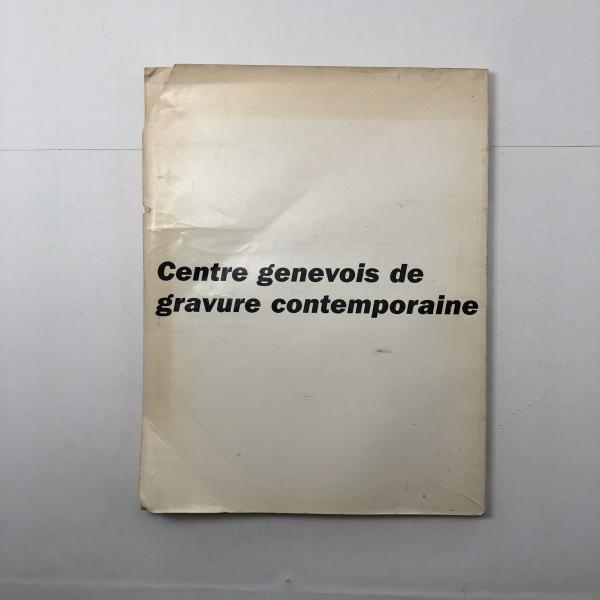 Centre genevois de
gravure contemporaine